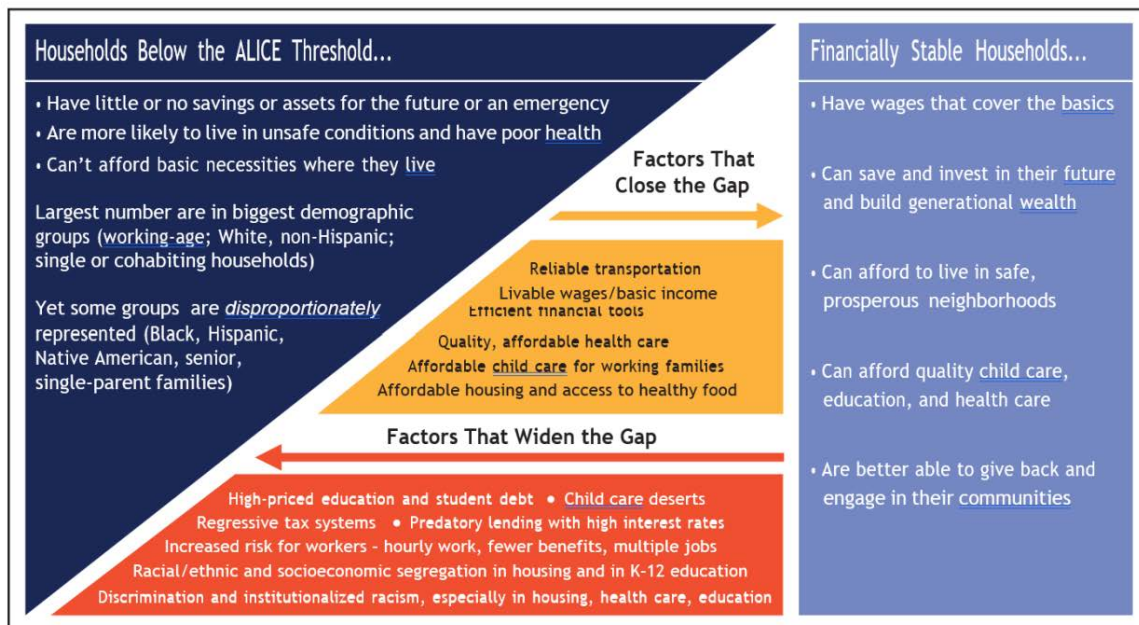 Households Below the ALICE Threshold...
• Have little or no savings or assets for the future or an emergency
• Are more likely to live in unsafe conditions and have poor health
• Can't afford basic necessities where they live
Largest number are in biggest demographic
groups (working-age; White, non-Hispanic;
single or cohabiting households)
Yet some groups are disproportionately
represented (Black, Hispanic,
Native American, senior,
single-parent families)
Factors That
Close the Gap
Reliable transportation
Livable wages/basic income
Efficient financial tools
Quality, affordable health care
Affordable child care for working families
Affordable housing and access to healthy food
Factors That Widen the Gap
High-priced education and student debt • Child care deserts
Regressive tax systems • Predatory lending with high interest rates
Increased risk for workers – hourly work, fewer benefits, multiple jobs
Racial/ethnic and socioeconomic segregation in housing and in K-12 education
Discrimination and institutionalized racism, especially in housing, health care, education
Financially Stable Households...
• Have wages that cover the basics
• Can save and invest in their future
and build generational wealth
• Can afford to live in safe,
prosperous neighborhoods
• Can afford quality child care,
education, and health care
• Are better able to give back and
engage in their communities